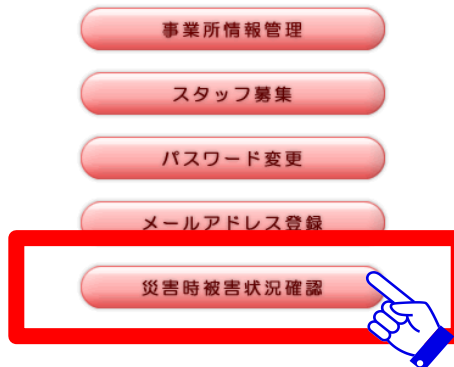 事業所情報管理
スタッフ募集
パスワード変更
メールアドレス登録
災害時被害状況確認